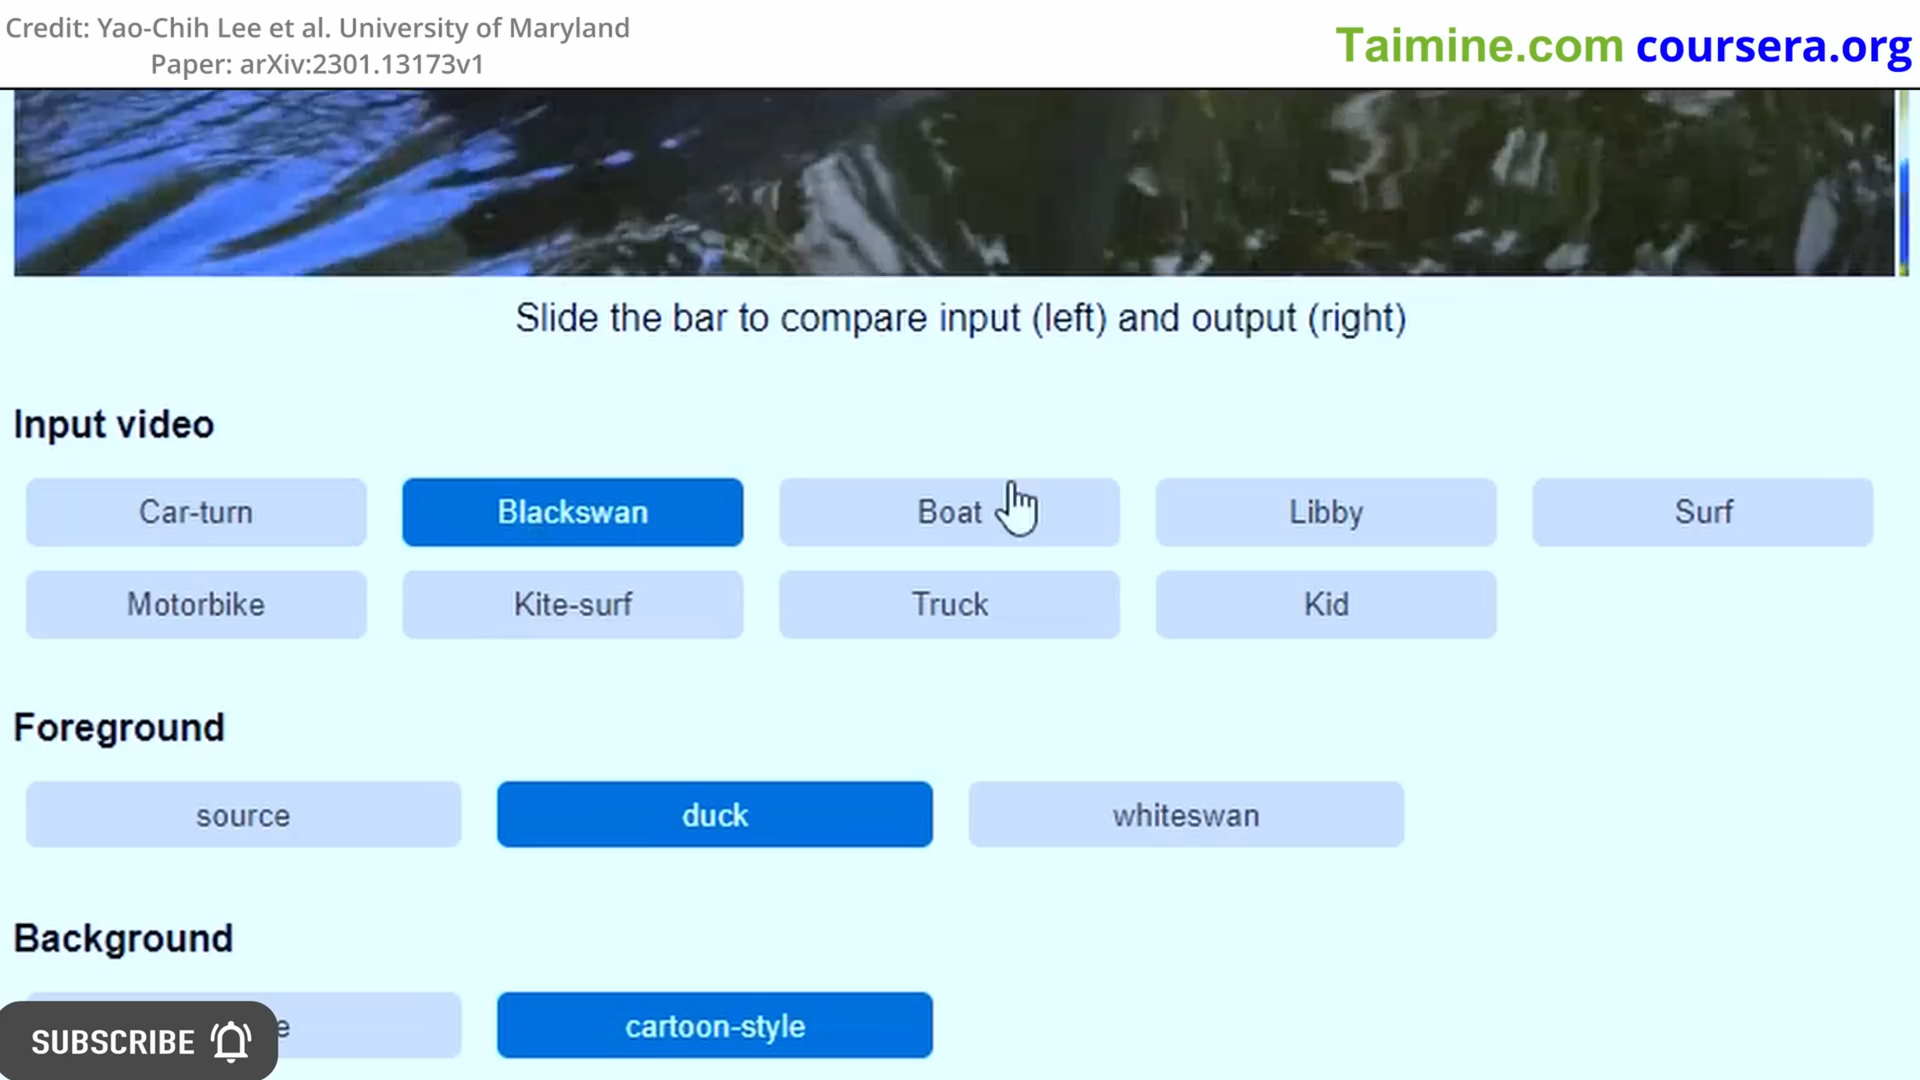 Credit: Yao-Chih Lee et al. University of Maryland
Paper: arXiv:2301.13173v1
Taimine.com coursera.org
Slide the bar to compare input (left) and output (right)
Input video
Car-turn Blackswan Boat Libby Surf
Motorbike Kite-surf Truck Kid
Foreground
source duck whiteswan
Background
cartoon-style
SUBSCRIBE